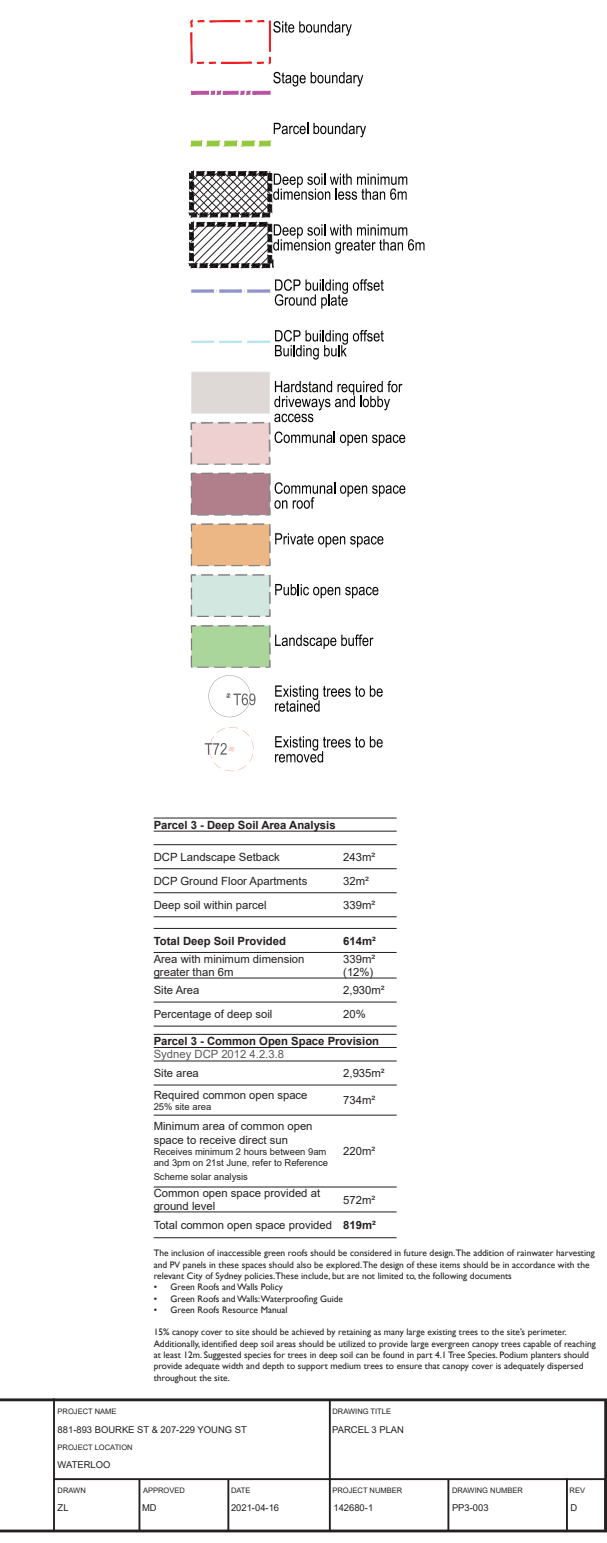 Site boundary
Stage boundary
Parcel boundary
Deep soil with minimum
dimension less than 6m
Deep soil with minimum
dimension greater than 6m
DCP building offset
Ground plate
DCP building offset
Building bulk
Hardstand required for
driveways and lobby
access
Communal open space
Communal open space
on roof
Private open space
Public open space
Landscape buffer
T69
Existing trees to be
retained
T72
Existing trees to be
removed
Parcel 3 - Deep Soil Area Analysis
DCP Landscape Setback 243m²
DCP Ground Floor Apartments 32m²
Deep soil within parcel 339m²
Total Deep Soil Provided 614m²
Area with minimum dimension 339m²
greater than 6m (12%)
Site Area 2,930m²
Percentage of deep soil 20%
Parcel 3 - Common Open Space Provision
Sydney DCP 2012 4.2.3.8
Site area 2,935m²
Required common open space 734m²
25% site area
Minimum area of common open
space to receive direct sun
Receives minimum 2 hours between 9am 220m²
and 3pm on 21st June, refer to Reference
Scheme solar analysis
Common open space provided at 572m²
ground level
Total common open space provided 819m²
The inclusion of inaccessible green roofs should be considered in future design. The addition of rainwater harvesting
and PV panels in these spaces should also be explored. The design of these items should be in accordance with the
relevant City of Sydney policies. These include, but are not limited to, the following documents
• Green Roofs and Walls Policy
• Green Roofs and Walls: Waterproofing Guide
• Green Roofs Resource Manual
15% canopy cover to site should be achieved by retaining as many large existing trees to the site's perimeter.
Additionally, identified deep soil areas should be utilized to provide large evergreen canopy trees capable of reaching
at least 12m. Suggested species for trees in deep soil can be found in part 4.1 Tree Species. Podium planters should
provide adequate width and depth to support medium trees to ensure that canopy cover is adequately dispersed
throughout the site.
PROJECT NAME
881-893 BOURKE ST & 207-229 YOUNG ST
PROJECT LOCATION
WATERLOO
DRAWING TITLE
PARCEL 3 PLAN
DRAWN APPROVED DATE PROJECT NUMBER DRAWING NUMBER REV
ZL MD 2021-04-16 142680-1 PP3-003 D